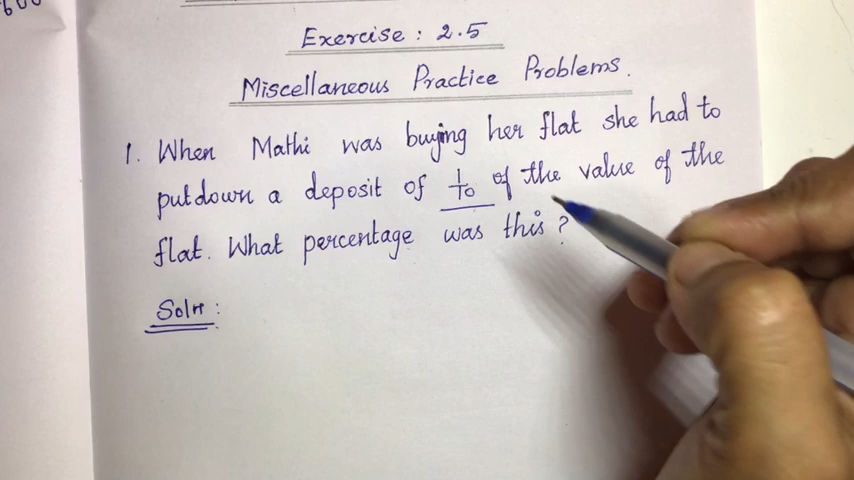 Exercise : 2.5
Miscellaneous Practice Problems.
1. When Mathi was buying her flat she had to
putdown a deposit of 1/10 of the value of the
flat. What percentage was this ?
Soln :